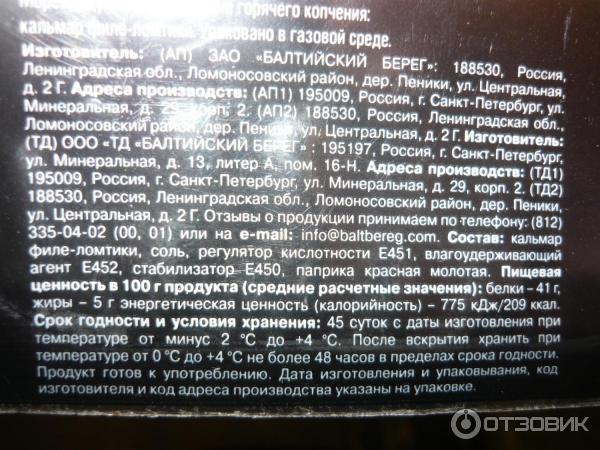 горячего копчения:
кальмар филе-ломтики. Упаковано в газовой среде.
Изготовитель: (АП) ЗАО «БАЛТИЙСКИЙ БЕРЕГ»: 188530, Россия,
Ленинградская обл., Ломоносовский район, дер. Пеники, ул. Центральная,
д. 2 Г. Адреса производств: (АП1) 195009, Россия, г. Санкт-Петербург, ул.
Минеральная, д. 29, корп. 2. (АП2) 188530, Россия, Ленинградская обл.,
Ломоносовский район, дер. Пеники, ул. Центральная, д. 2 Г. Изготовитель:
(ТД) ООО «ТД «БАЛТИЙСКИЙ БЕРЕГ» : 195197, Россия, г. Санкт-Петербург,
ул. Минеральная, д. 13, литер А, пом. 16-Н. Адреса производств: (ТД1)
195009, Россия, г. Санкт-Петербург, ул. Минеральная, д. 29, корп. 2. (ТД2)
188530, Россия, Ленинградская обл., Ломоносовский район, дер. Пеники,
ул. Центральная, д. 2 Г. Отзывы о продукции принимаем по телефону: (812)
335-04-02 (00, 01) или на e-mail: info@baltbereg.com. Состав: кальмар
филе-ломтики, соль, регулятор кислотности Е451, влагоудерживающий
агент Е452, стабилизатор Е450, паприка красная молотая. Пищевая
ценность в 100 г продукта (средние расчетные значения): белки – 41 г,
жиры – 5 г энергетическая ценность (калорийность) – 775 кДж/209 ккал.
Срок годности и условия хранения: 45 суток с даты изготовления при
температуре от минус 2 °С до +4 °С. После вскрытия хранить при
температуре от 0 °С до +4 °С не более 48 часов в пределах срока годности.
Продукт готов к употреблению. Дата изготовления и упаковывания, код
изготовителя и код адреса производства указаны на упаковке.
ОТЗОВИК